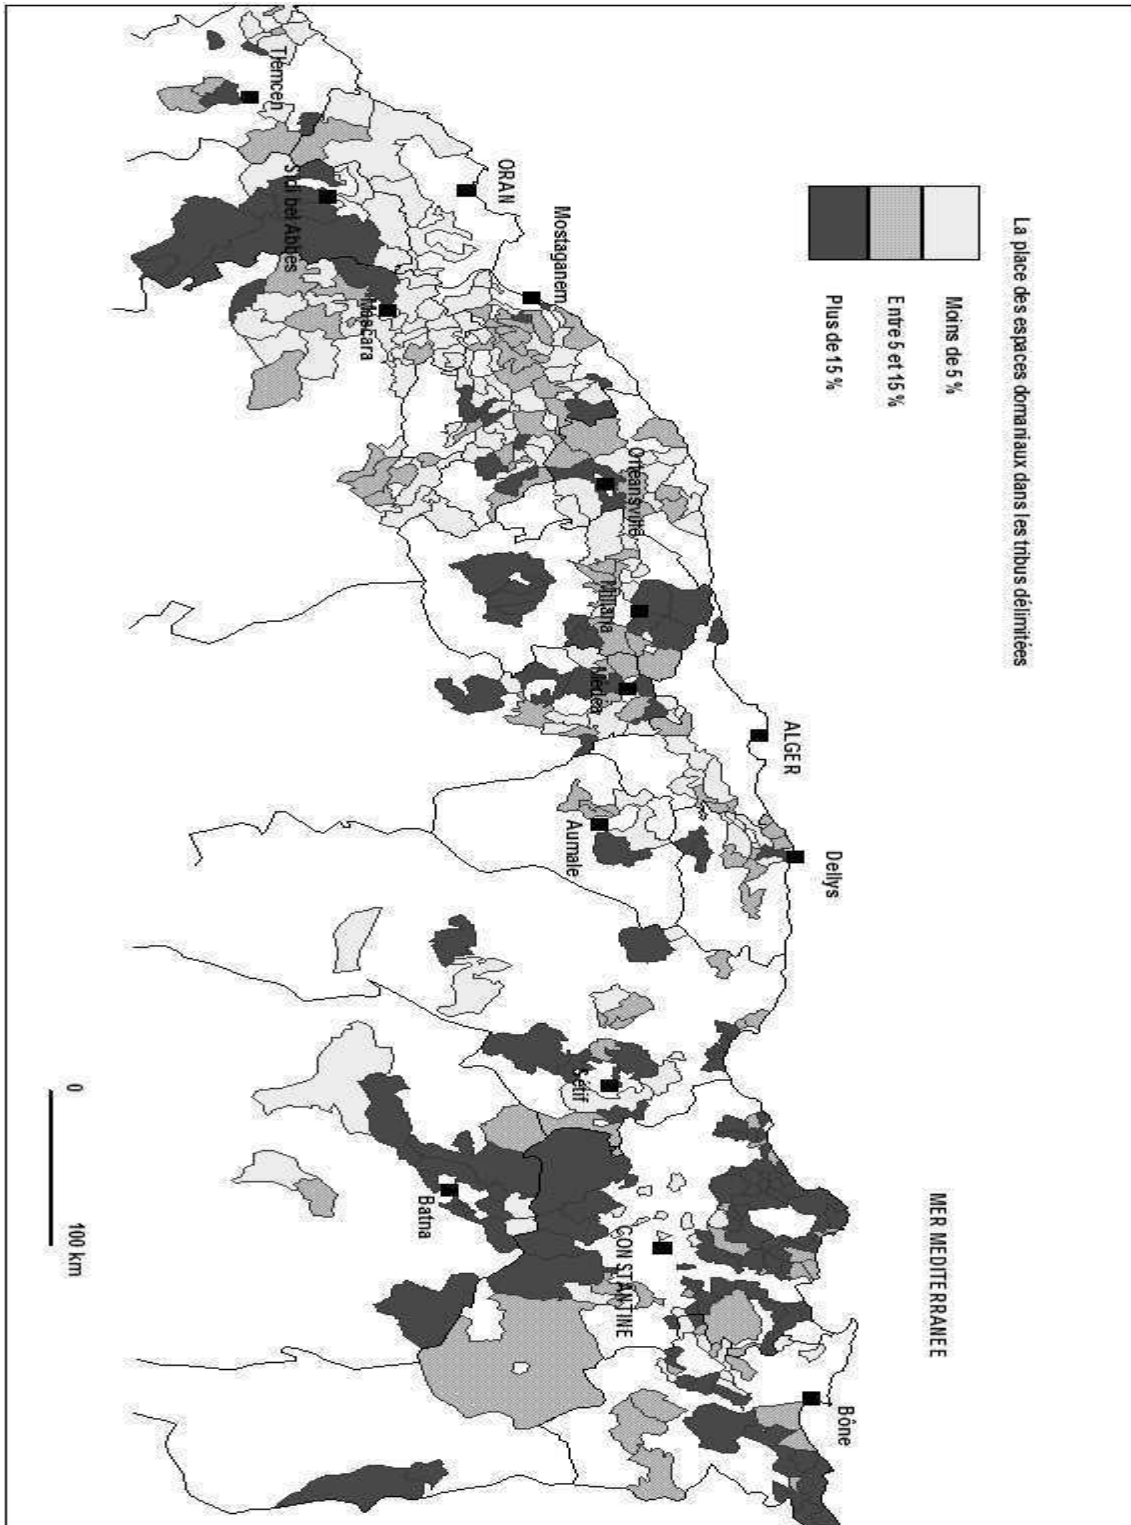 La place des espaces domaniaux dans les tribus délimitées
Moins de 5 %
Entre 5 et 15 %
Plus de 15 %
MER MEDITERRANEE
Tlemcen
Sidi bel Abbes
ORAN
Mostaganem
Mascara
Orléansville
Miliana
Médéa
ALGER
Aumale
Dellys
Sétif
Batna
CONSTANTINE
Bône
0
100 km